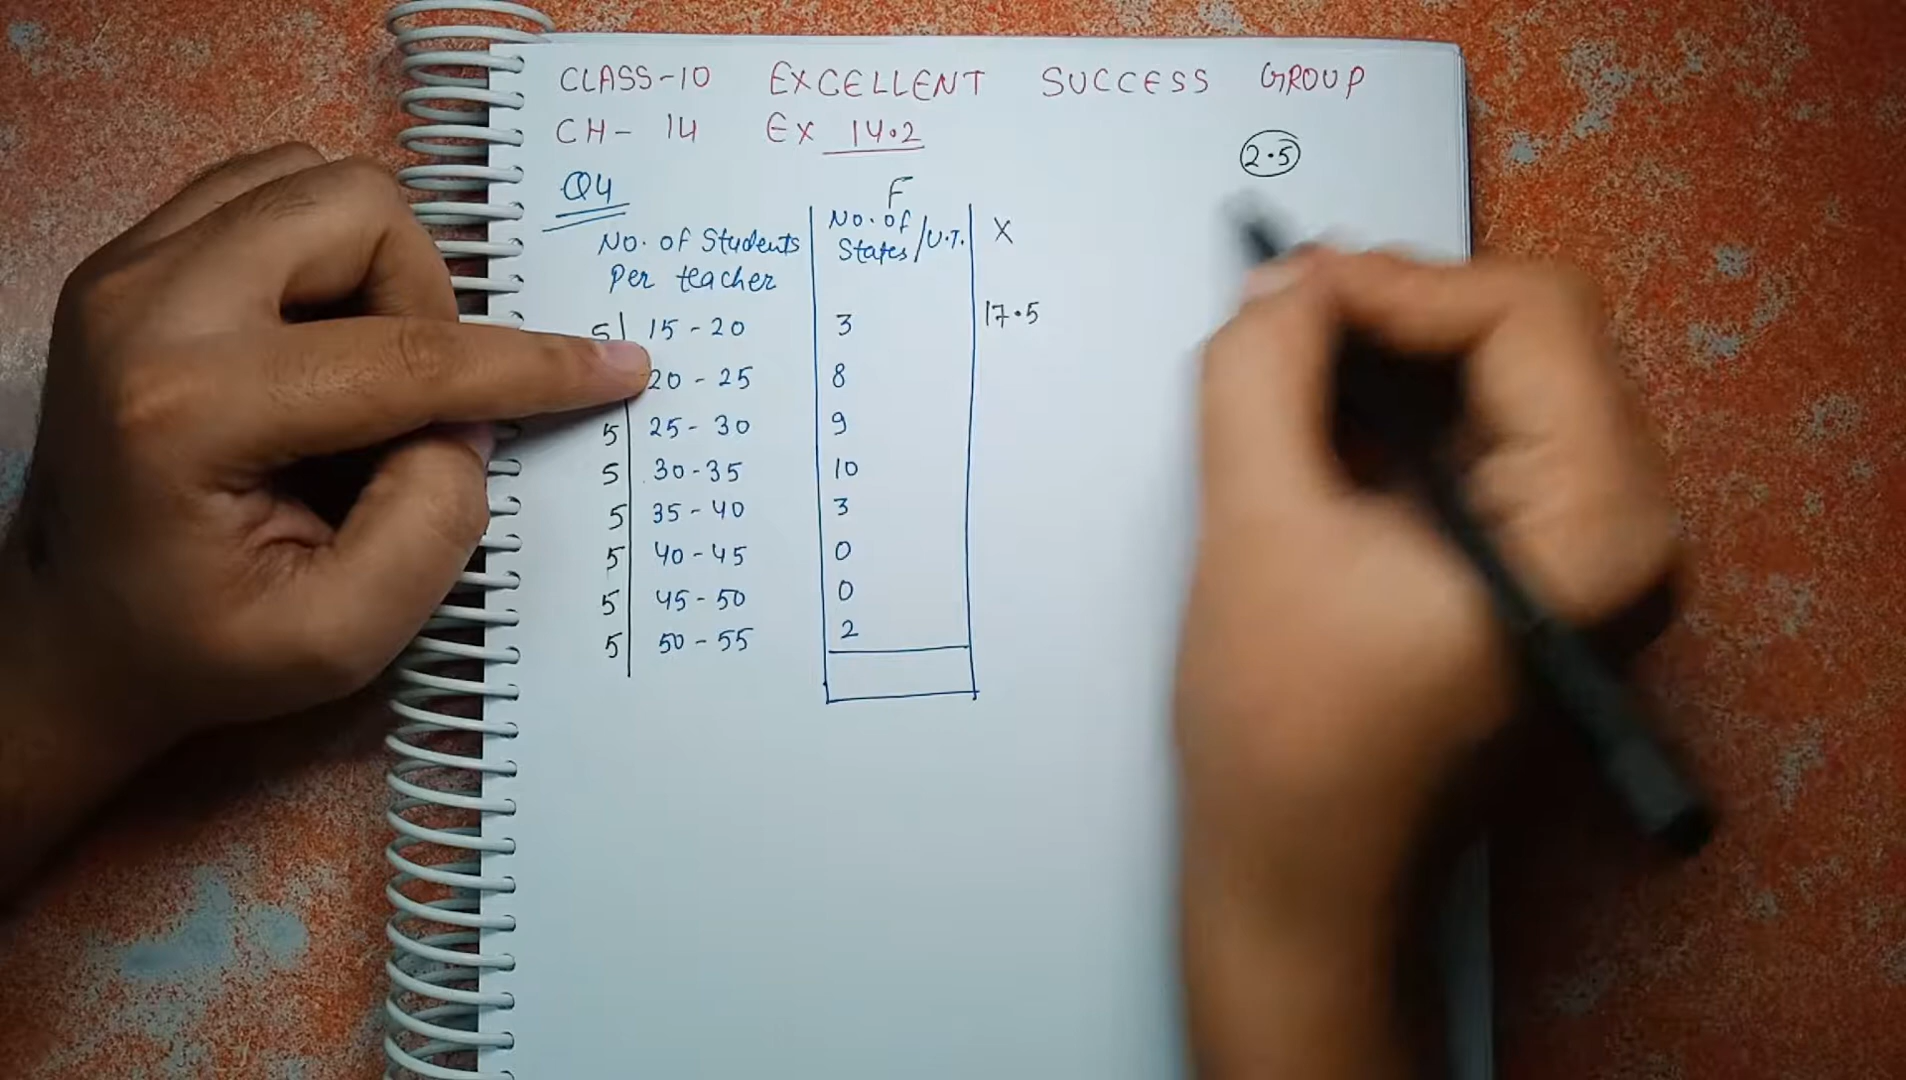 CLASS-10 EXCELLENT SUCCESS GROUP
CH- 14 EX 14.2
2.5
Q4
F
No. of Students Per teacher
No. of States/U.T.
X
5 15-20 3 17.5
20-25 8
5 25-30 9
5 30-35 10
5 35-40 3
5 40-45 0
5 45-50 0
5 50-55 2